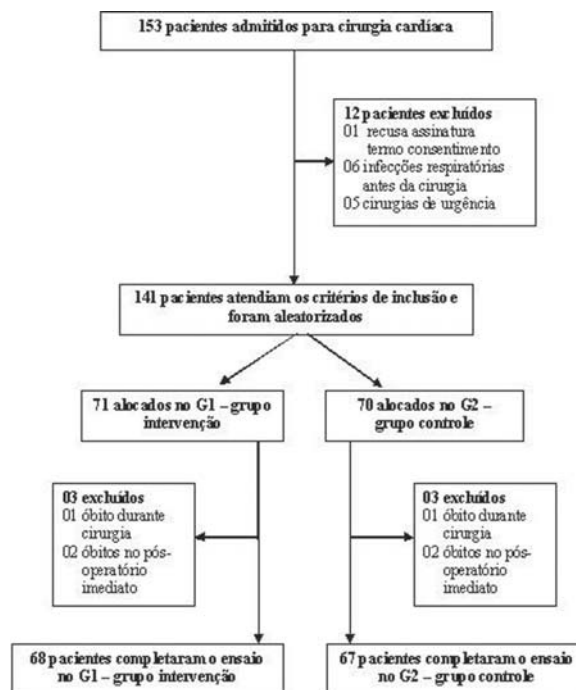 153 pacientes admitidos para cirurgia cardíaca
12 pacientes excluídos
01 recusa assinatura
termo consentimento
06 infecções respiratórias
antes da cirurgia
05 cirurgias de urgência
141 pacientes atendiam os critérios de inclusão e
foram aleatorizados
71 alocados no G1 – grupo
intervenção
70 alocados no G2 –
grupo controle
03 excluídos
01 óbito durante
cirurgia
02 óbitos no pós-
operatório
imediato
03 excluídos
01 óbito durante
cirurgia
02 óbitos no pós-
operatório
imediato
68 pacientes completaram o ensaio
no G1 – grupo intervenção
67 pacientes completaram o ensaio
no G2 – grupo controle